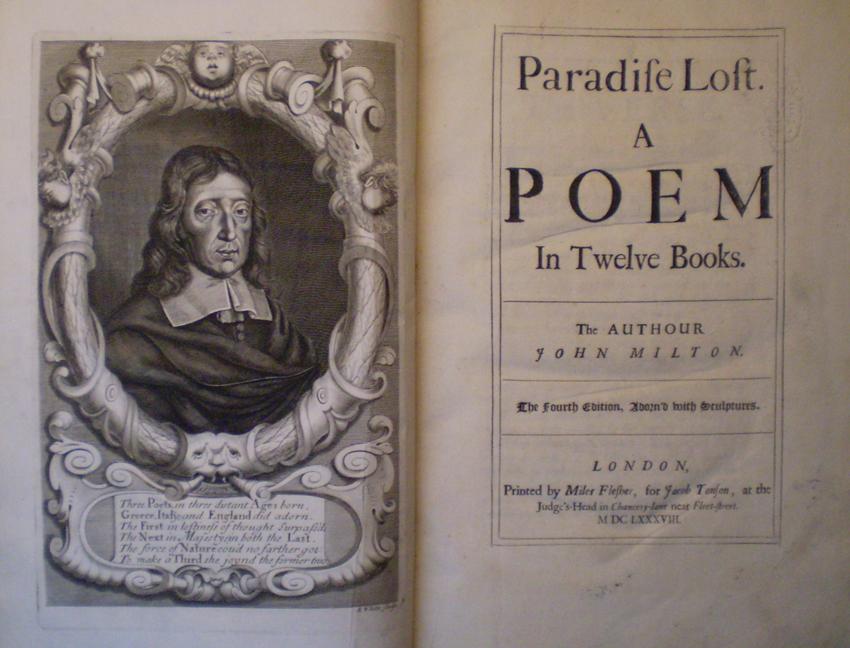 Three Poets, in three distant Ages born,
Greece, Italy, and England did adorn.
The First in loftiness of thought Surpass'd;
The Next in Majesty; in both the Last.
The force of Nature coud no farther goe:
To make a Third she joynd the former two.
Paradiſe Loſt.
A
POEM
In Twelve Books.
The AUTHOUR
JOHN MILTON.
The Fourth Edition, Adorn'd with Sculptures.
LONDON,
Printed by Miles Fleſher, for Jacob Tonſon, at the
Judge's-Head in Chancery-lane near Fleet-ſtreet.
M DC LXXXVIII.